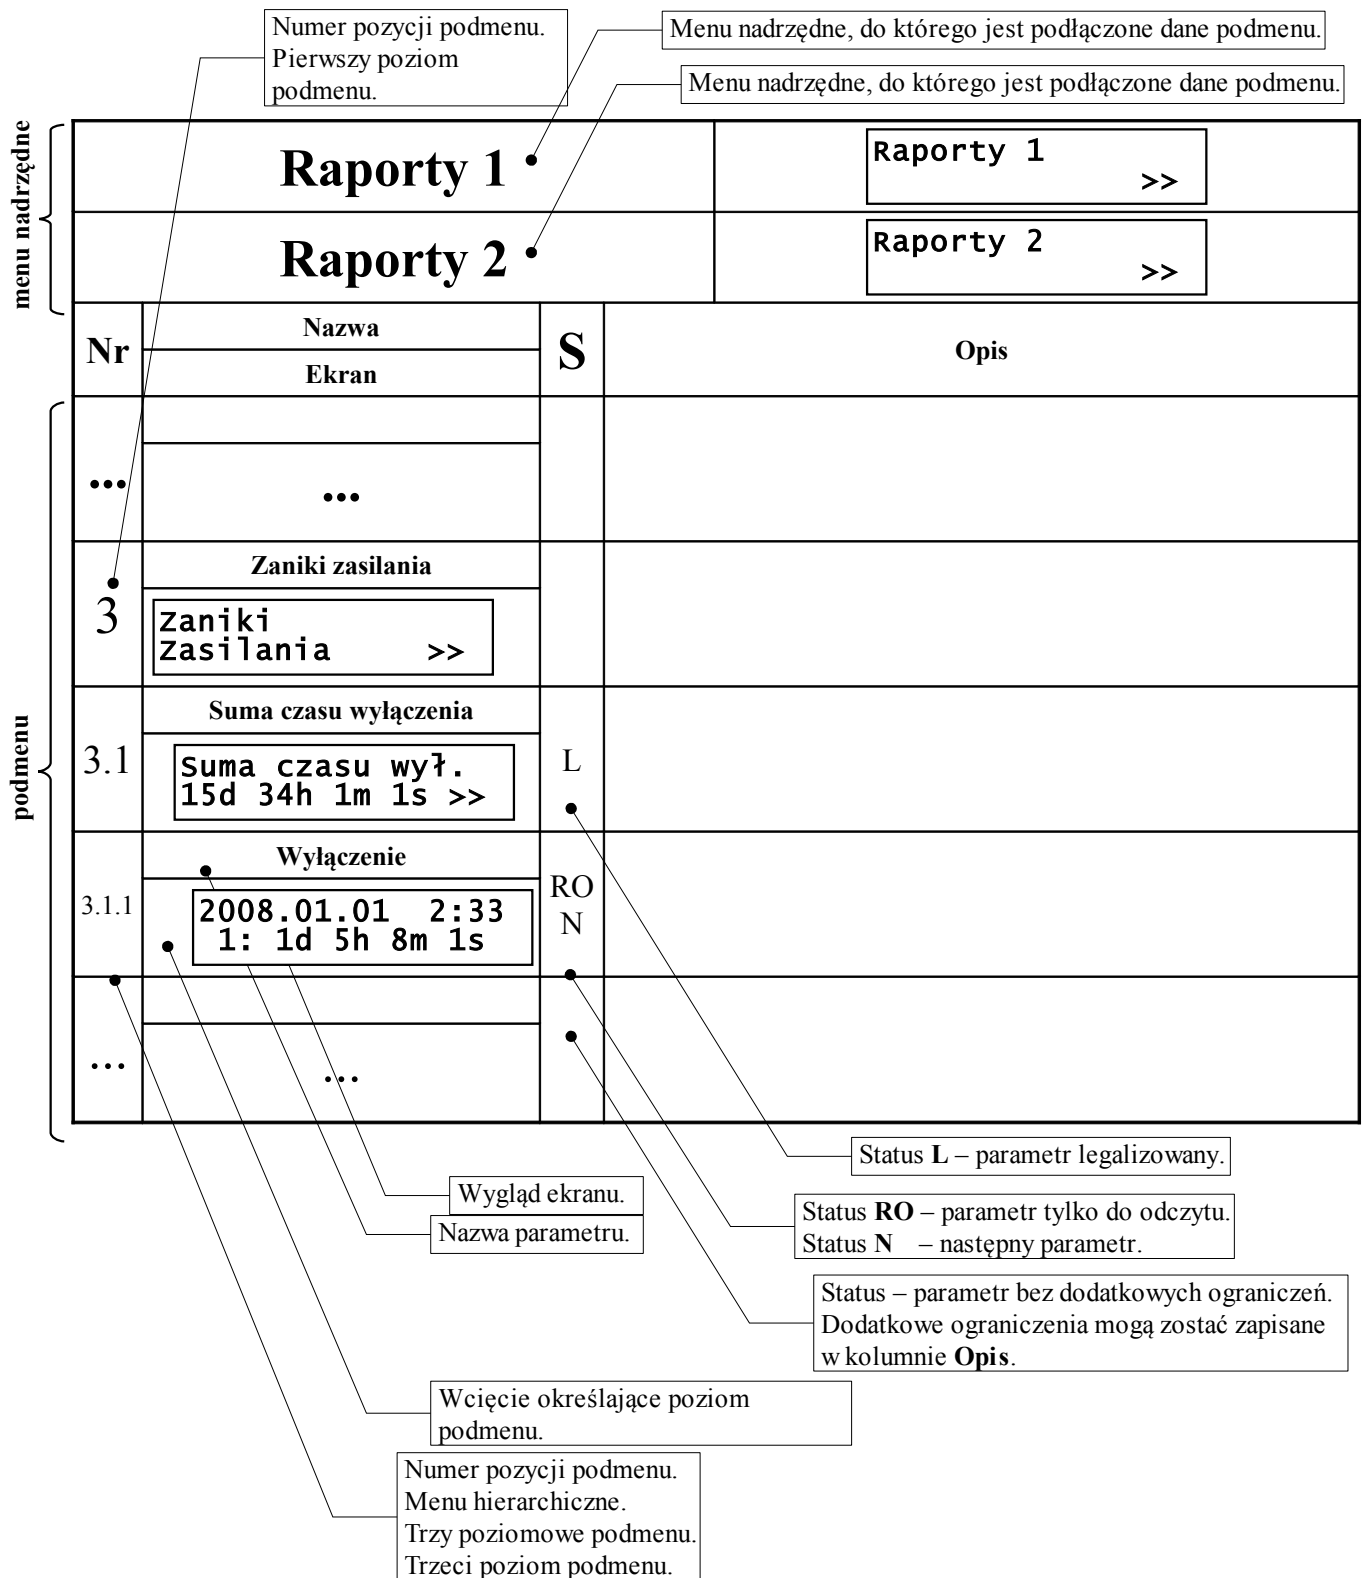 Numer pozycji podmenu.
Pierwszy poziom
podmenu.
Menu nadrzędne, do którego jest podłączone dane podmenu.
Menu nadrzędne, do którego jest podłączone dane podmenu.
menu nadrzędne
Raporty 1
Raporty 1
>>
Raporty 2
Raporty 2
>>
Nr
Nazwa
Ekran
S
Opis
podmenu
...
...
3
Zaniki zasilania
Zaniki
Zasilania >>
3.1
Suma czasu wyłączenia
Suma czasu wył.
15d 34h 1m 1s >>
L
3.1.1
Wyłączenie
2008.01.01 2:33
1: 1d 5h 8m 1s
RO
N
...
...
Status L – parametr legalizowany.
Wygląd ekranu.
Nazwa parametru.
Status RO – parametr tylko do odczytu.
Status N – następny parametr.
Status – parametr bez dodatkowych ograniczeń.
Dodatkowe ograniczenia mogą zostać zapisane
w kolumnie Opis.
Wcięcie określające poziom
podmenu.
Numer pozycji podmenu.
Menu hierarchiczne.
Trzy poziomowe podmenu.
Trzeci poziom podmenu.